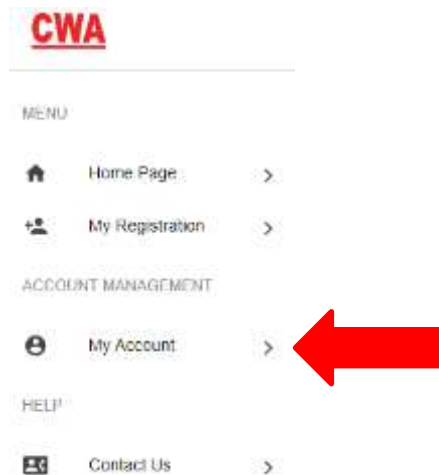 CWA
MENU
Home Page
My Registration
ACCOUNT MANAGEMENT
My Account
HELP
Contact Us